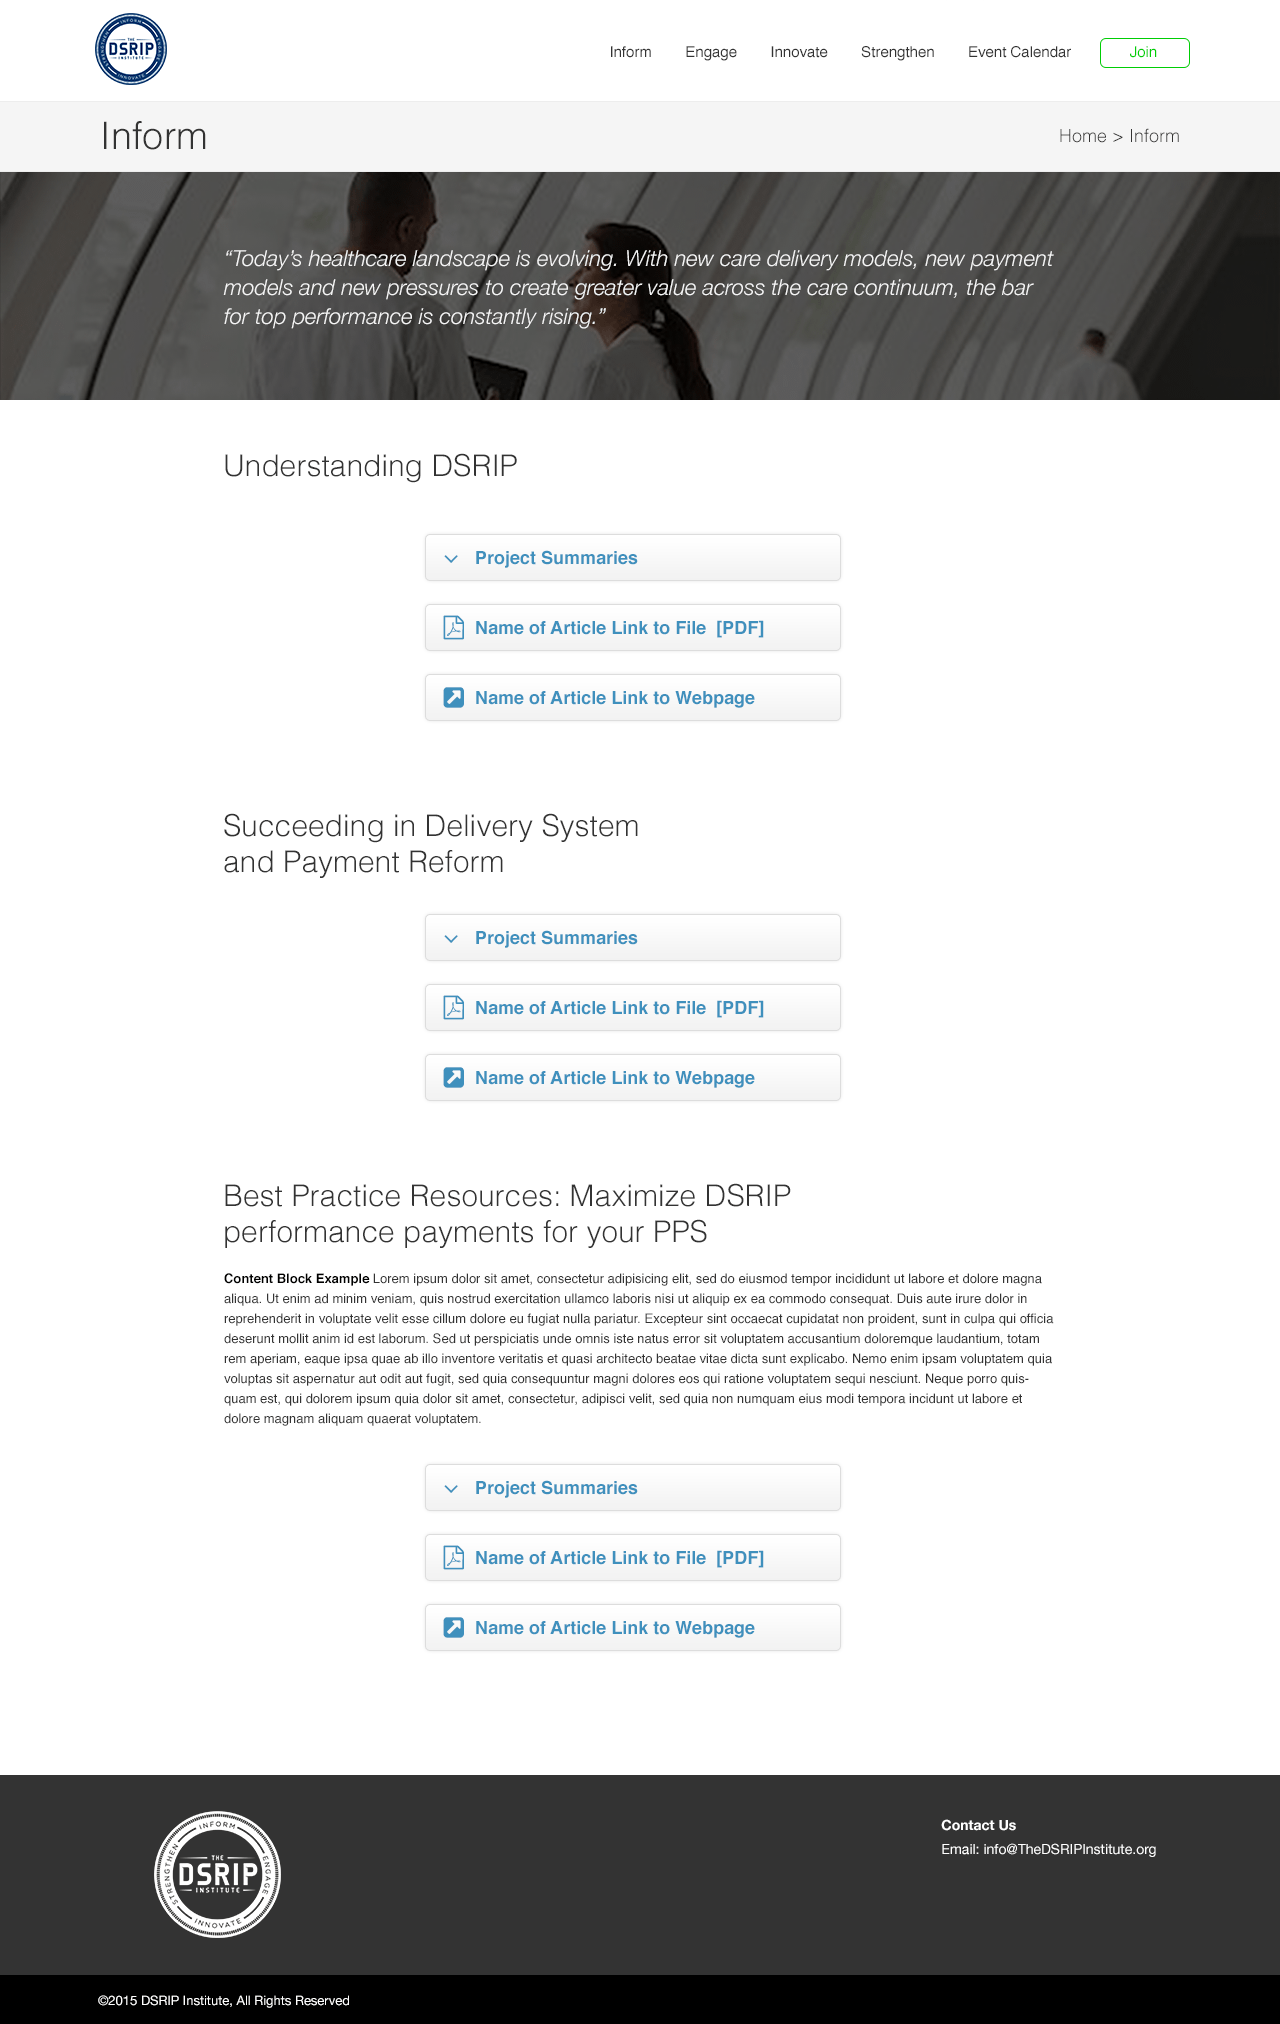 THE
DSRIP
INSTITUTE
INFORM
ENGAGE
INNOVATE
STRENGTHEN
Inform
Engage
Innovate
Strengthen
Event Calendar
Join
Inform
Home > Inform
“Today’s healthcare landscape is evolving. With new care delivery models, new payment
models and new pressures to create greater value across the care continuum, the bar
for top performance is constantly rising.”
Understanding DSRIP
Project Summaries
Name of Article Link to File [PDF]
Name of Article Link to Webpage
Succeeding in Delivery System
and Payment Reform
Project Summaries
Name of Article Link to File [PDF]
Name of Article Link to Webpage
Best Practice Resources: Maximize DSRIP
performance payments for your PPS
Content Block Example Lorem ipsum dolor sit amet, consectetur adipisicing elit, sed do eiusmod tempor incididunt ut labore et dolore magna
aliqua. Ut enim ad minim veniam, quis nostrud exercitation ullamco laboris nisi ut aliquip ex ea commodo consequat. Duis aute irure dolor in
reprehenderit in voluptate velit esse cillum dolore eu fugiat nulla pariatur. Excepteur sint occaecat cupidatat non proident, sunt in culpa qui officia
deserunt mollit anim id est laborum. Sed ut perspiciatis unde omnis iste natus error sit voluptatem accusantium doloremque laudantium, totam
rem aperiam, eaque ipsa quae ab illo inventore veritatis et quasi architecto beatae vitae dicta sunt explicabo. Nemo enim ipsam voluptatem quia
voluptas sit aspernatur aut odit aut fugit, sed quia consequuntur magni dolores eos qui ratione voluptatem sequi nesciunt. Neque porro quis-
quam est, qui dolorem ipsum quia dolor sit amet, consectetur, adipisci velit, sed quia non numquam eius modi tempora incidunt ut labore et
dolore magnam aliquam quaerat voluptatem.
Project Summaries
Name of Article Link to File [PDF]
Name of Article Link to Webpage
INFORM
ENGAGE
INNOVATE
STRENGTHEN
THE
DSRIP
INSTITUTE
Contact Us
Email: info@TheDSRIPInstitute.org
©2015 DSRIP Institute, All Rights Reserved